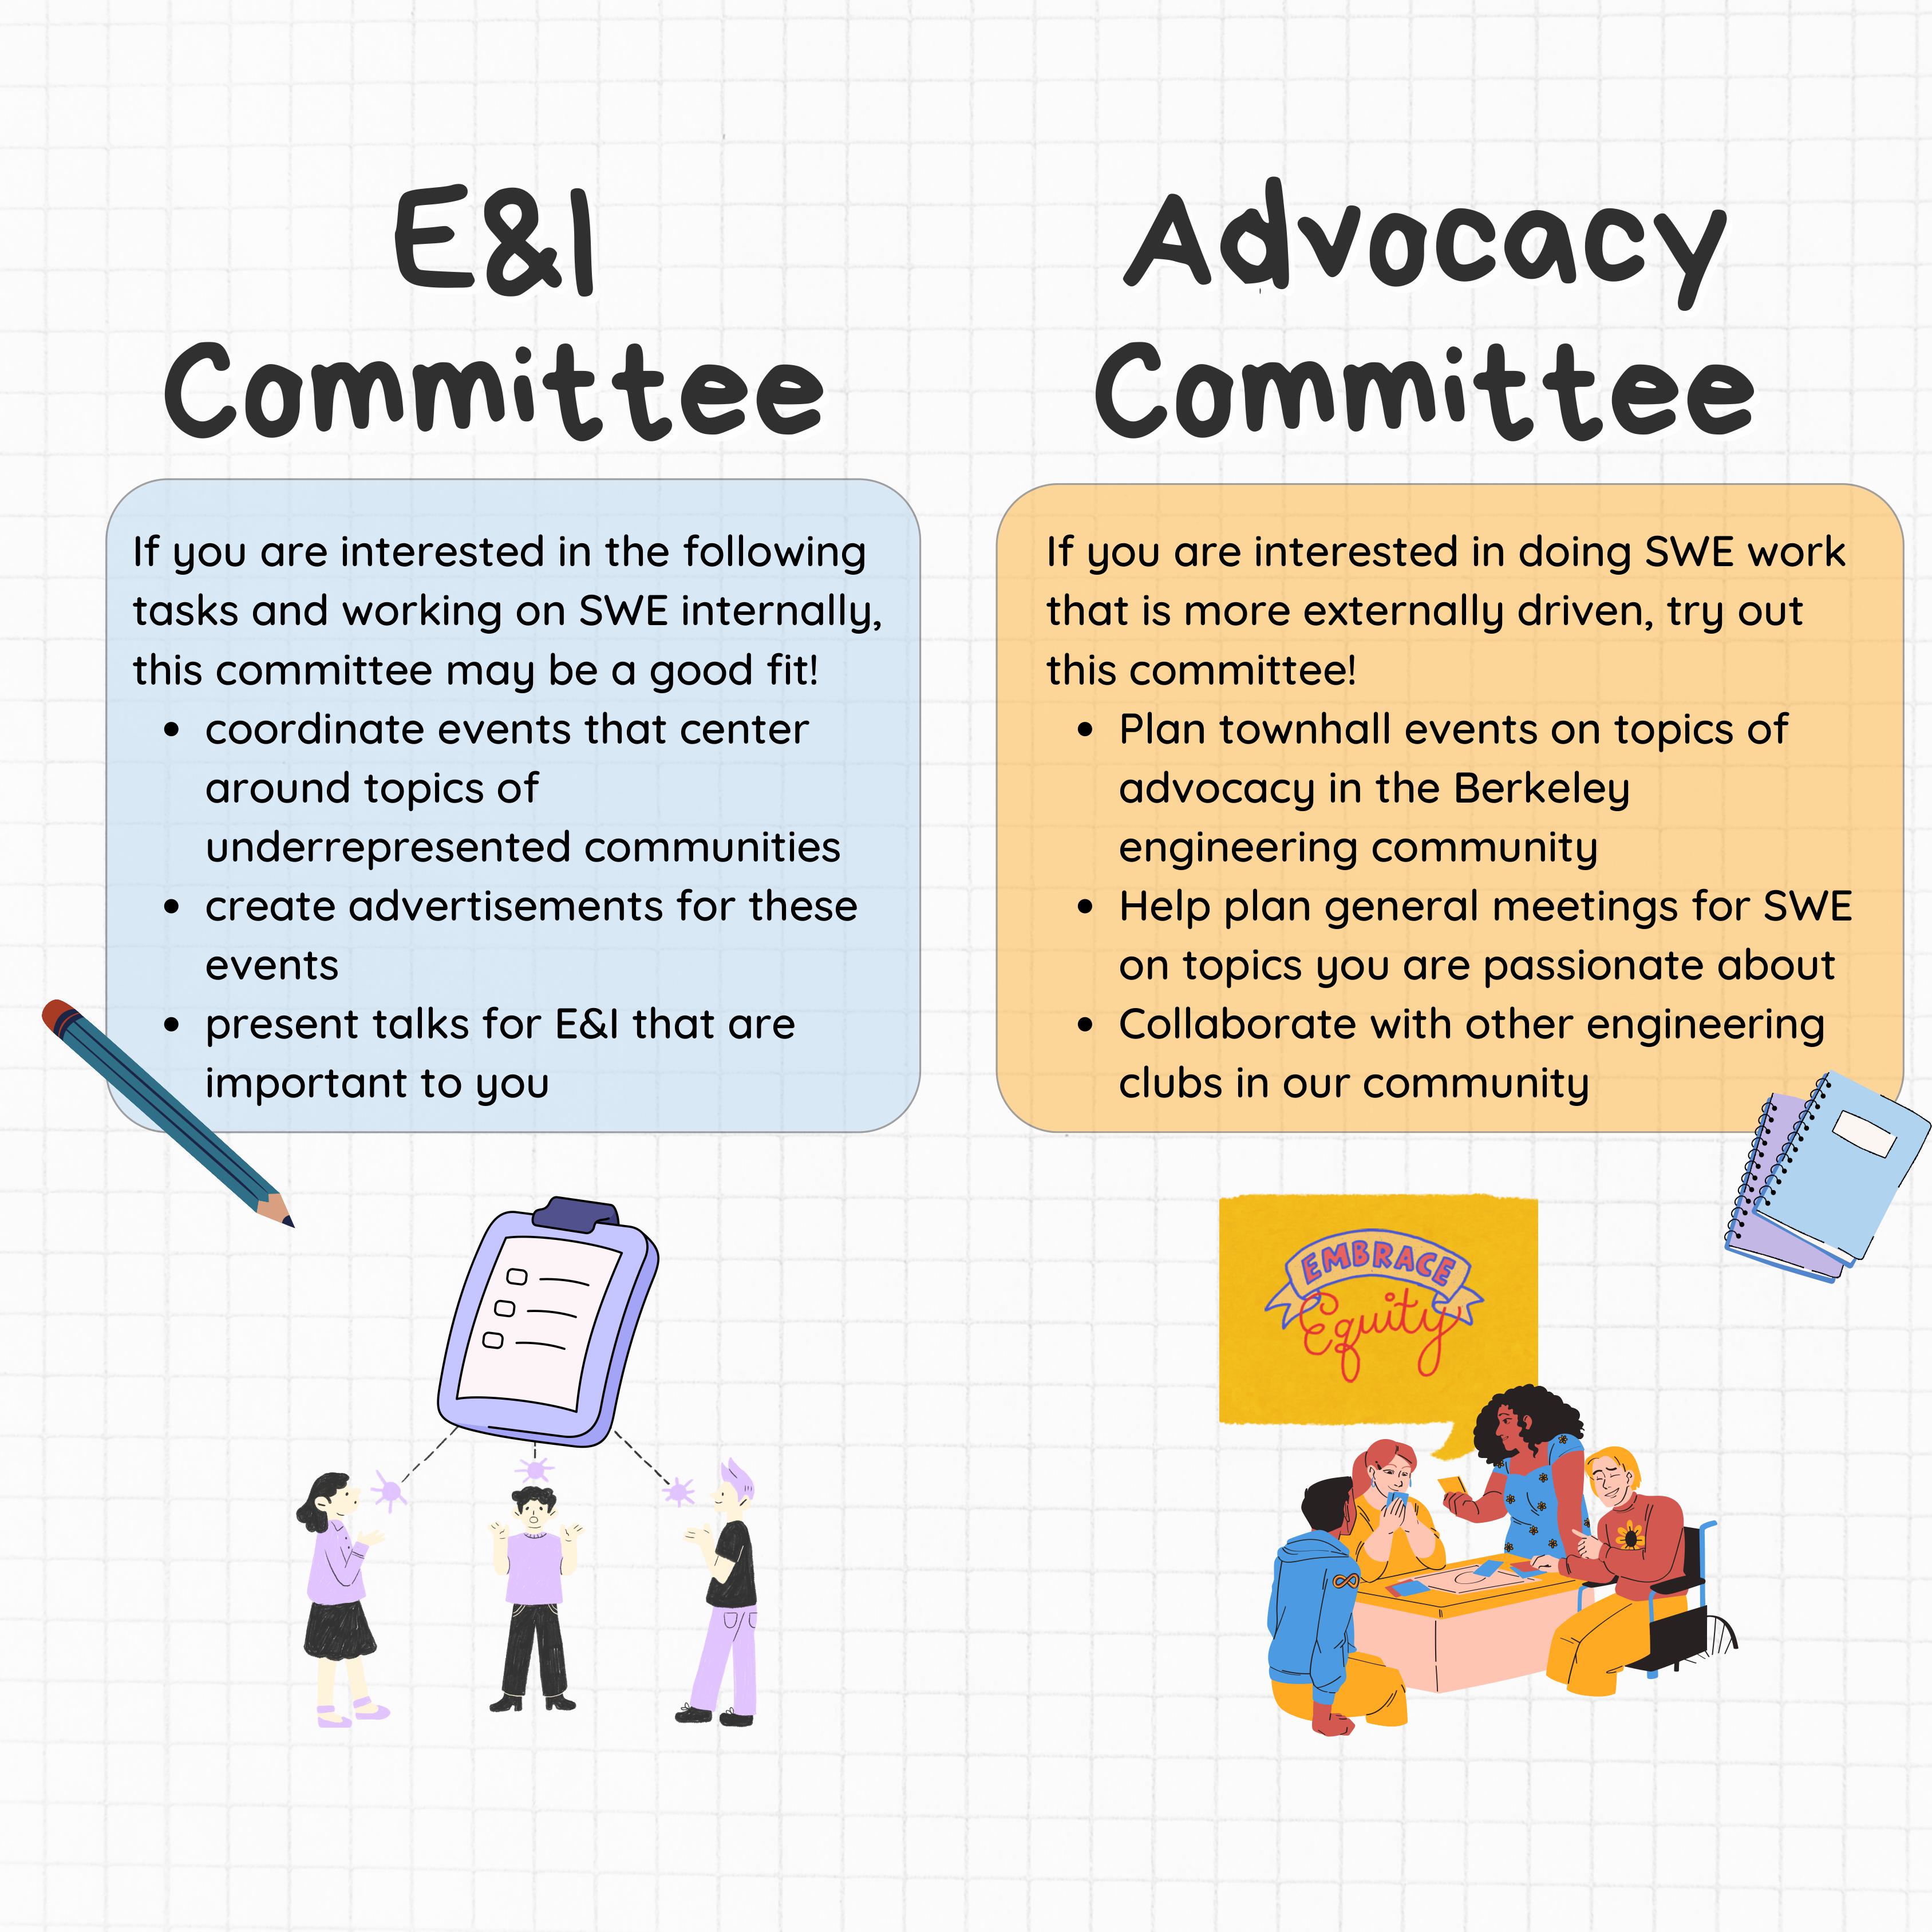 E&I
Committee
If you are interested in the following
tasks and working on SWE internally,
this committee may be a good fit!
• coordinate events that center
around topics of
underrepresented communities
• create advertisements for these
events
• present talks for E&I that are
important to you
Advocacy
Committee
If you are interested in doing SWE work
that is more externally driven, try out
this committee!
• Plan townhall events on topics of
advocacy in the Berkeley
engineering community
• Help plan general meetings for SWE
on topics you are passionate about
• Collaborate with other engineering
clubs in our community
EMBRACE
Equity